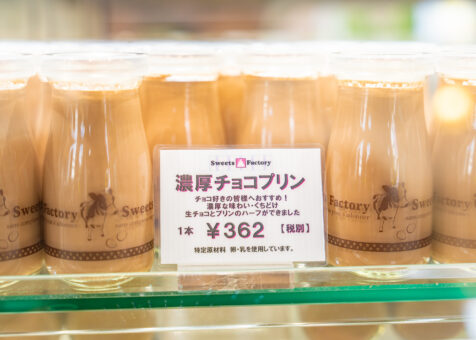 Sweets Factory
濃厚チョコプリン
チョコ好きの皆様へおすすめ！
濃厚な味わい・くちどけ
生チョコとプリンのハーフができました
1本 ¥362 【税別】
特定原材料 卵・乳を使用しています。
Factory
Sweets
Factory
Swee